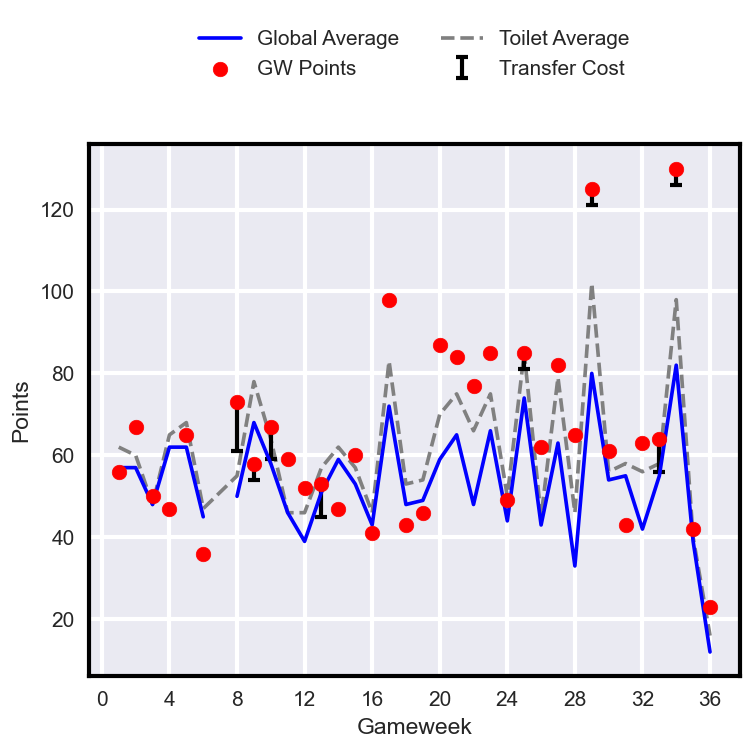 Global Average
Toilet Average
GW Points
Transfer Cost
120
100
80
60
40
20
Points
0 4 8 12 16 20 24 28 32 36
Gameweek